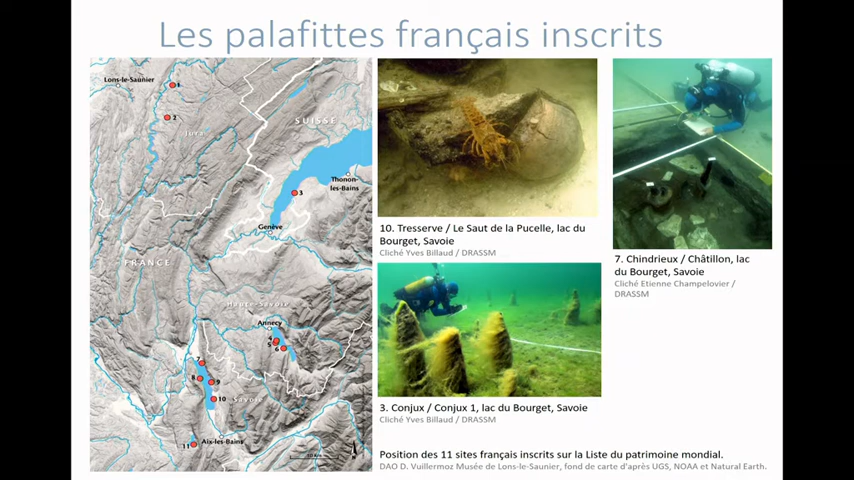 Les palafittes français inscrits
Lons-le-Saunier
1
2
Jura
SUISSE
Thonon-
les-Bains
3
Genève
FRANCE
Haute-Savoie
Annecy
4
5
6
7
8
9
10
Savoie
Aix-les-Bains
11
10. Tresserve / Le Saut de la Pucelle, lac du
Bourget, Savoie
Cliché Yves Billaud / DRASSM
7. Chindrieux / Châtillon, lac
du Bourget, Savoie
Cliché Etienne Champelovier /
DRASSM
3. Conjux / Conjux 1, lac du Bourget, Savoie
Cliché Yves Billaud / DRASSM
Position des 11 sites français inscrits sur la Liste du patrimoine mondial.
DAO D. Vuillermoz Musée de Lons-le-Saunier, fond de carte d'après UGS, NOAA et Natural Earth.